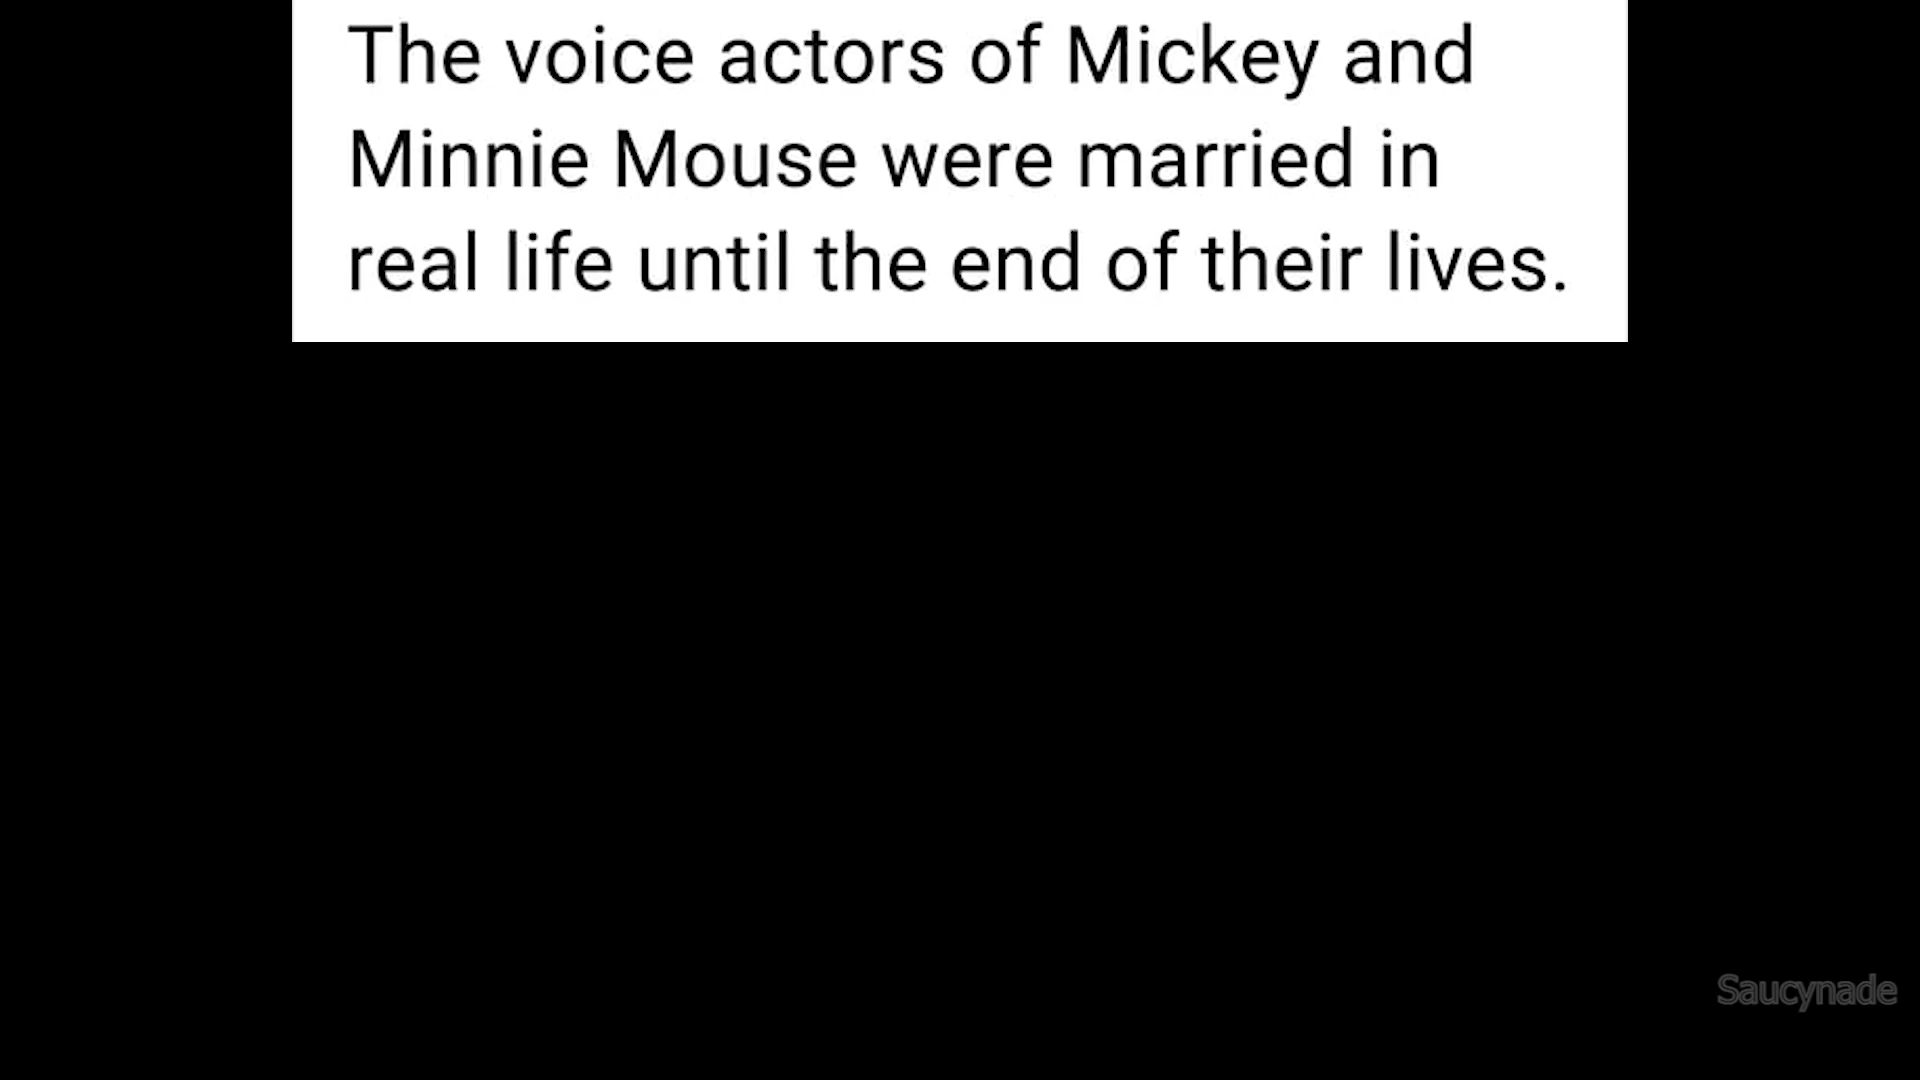 The voice actors of Mickey and
Minnie Mouse were married in
real life until the end of their lives.
Saucynade